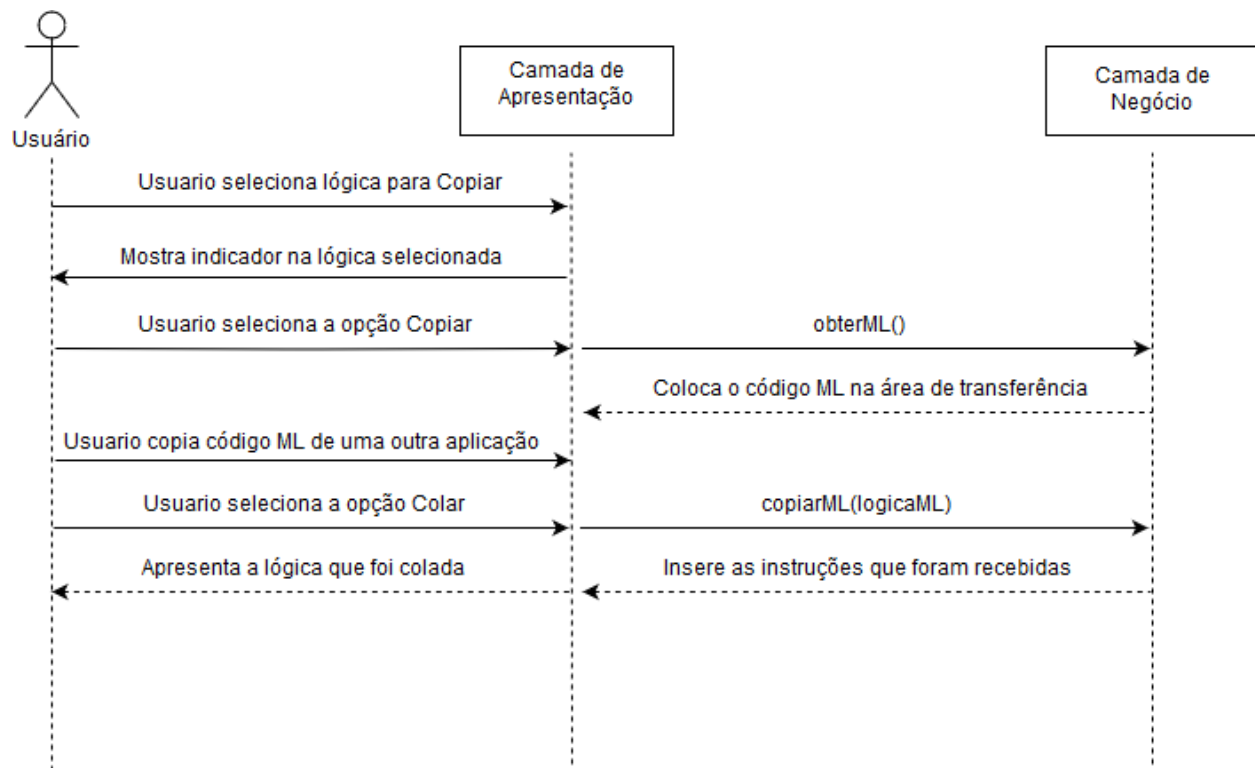 Usuário
Camada de
Apresentação
Camada de
Negócio
Usuario seleciona lógica para Copiar
Mostra indicador na lógica selecionada
Usuario seleciona a opção Copiar
obterML()
Coloca o código ML na área de transferência
Usuario copia código ML de uma outra aplicação
Usuario seleciona a opção Colar
copiarML(logicaML)
Apresenta a lógica que foi colada
Insere as instruções que foram recebidas